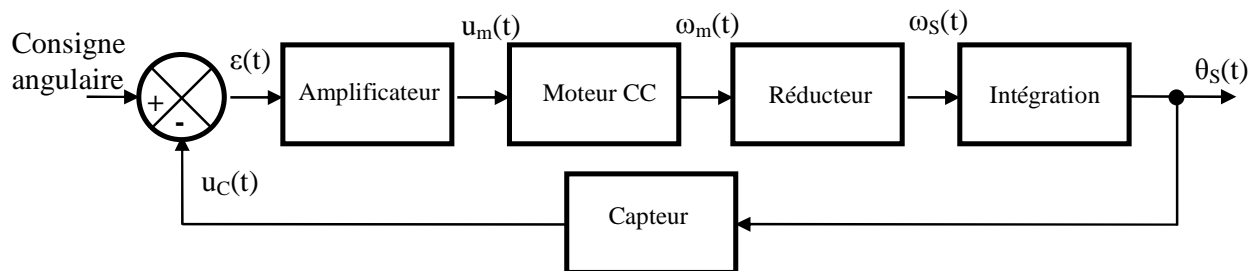 Consigne
angulaire
+
-
ε(t)
Amplificateur
u_m(t)
Moteur CC
ω_m(t)
Réducteur
ω_S(t)
Intégration
θ_S(t)
u_C(t)
Capteur